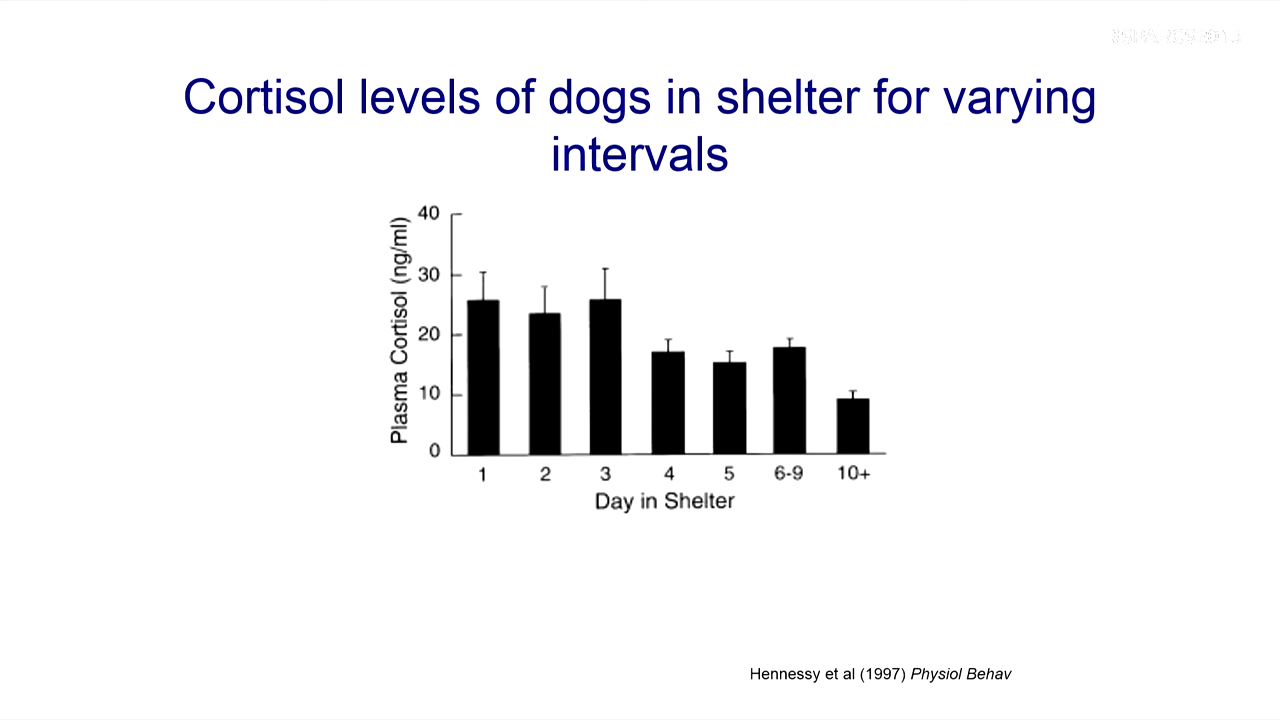 Cortisol levels of dogs in shelter for varying
intervals
Plasma Cortisol (ng/ml)
40
30
20
10
0
1 2 3 4 5 6-9 10+
Day in Shelter
Hennessy et al (1997) Physiol Behav